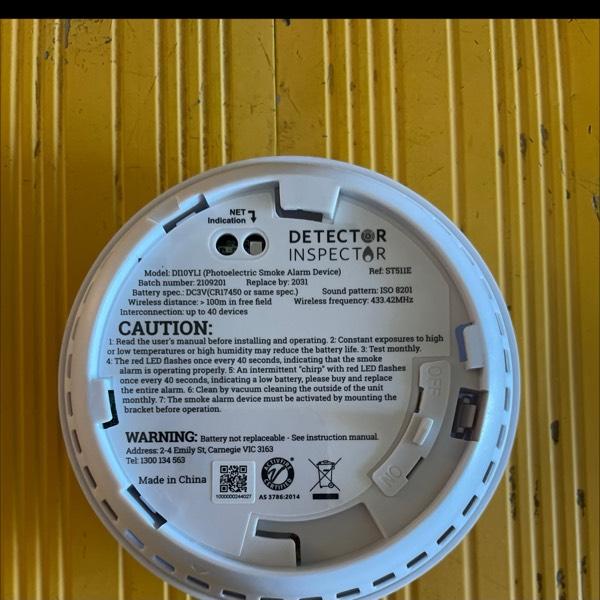 NET
Indication
DETECTOR
INSPECTOR
Model: DI10YLI (Photoelectric Smoke Alarm Device) Ref: ST511E
Batch number: 2109201 Replace by: 2031
Battery spec.: DC3V(CR17450 or same spec.) Sound pattern: ISO 8201
Wireless distance: > 100m in free field Wireless frequency: 433.42MHz
Interconnection: up to 40 devices
CAUTION:
1: Read the user's manual before installing and operating. 2: Constant exposures to high
or low temperatures or high humidity may reduce the battery life. 3: Test monthly.
4: The red LED flashes once every 40 seconds, indicating that the smoke
alarm is operating properly. 5: An intermittent "chirp" with red LED flashes
once every 40 seconds, indicating a low battery, please buy and replace
the entire alarm. 6: Clean by vacuum cleaning the outside of the unit
monthly. 7: The smoke alarm device must be activated by mounting the
bracket before operation.
OFF
ON
WARNING: Battery not replaceable - See instruction manual.
Address: 2-4 Emily St, Carnegie VIC 3163
Tel: 1300 134 563
Made in China
1000000244027
AS 3786:2014